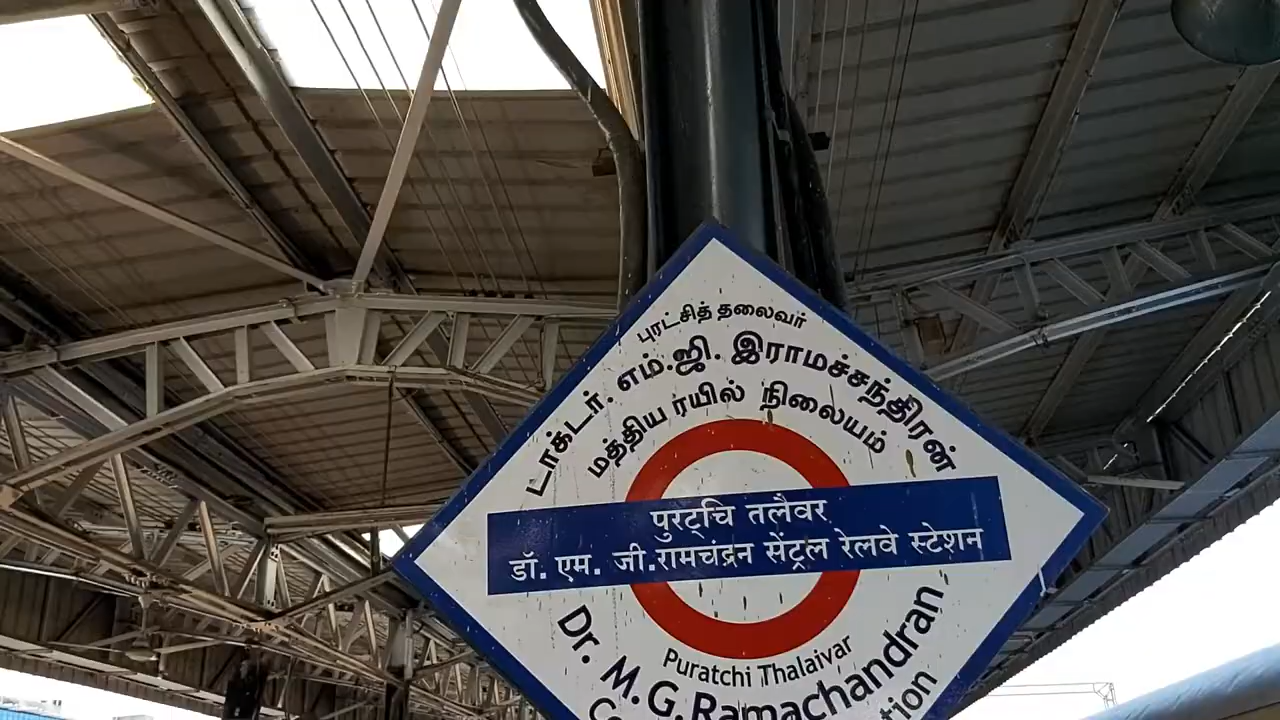 புரட்சித் தலைவர்
டாக்டர். எம்.ஜி. இராமச்சந்திரன்
மத்திய ரயில் நிலையம்
पुरट्चि तलैवर
डॉ. एम. जी.रामचंद्रन सेंट्रल रेलवे स्टेशन
Puratchi Thalaivar
Dr. M.G.Ramachandran